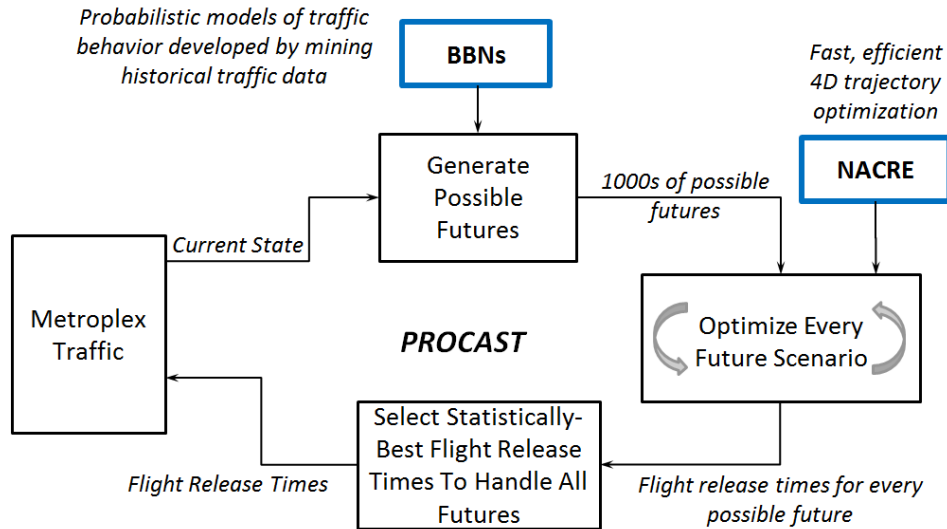 Probabilistic models of traffic
behavior developed by mining
historical traffic data
BBNs
Fast, efficient
4D trajectory
optimization
NACRE
Generate
Possible
Futures
1000s of possible
futures
Current State
Metroplex
Traffic
PROCAST
Optimize Every
Future Scenario
Select Statistically-
Best Flight Release
Times To Handle All
Futures
Flight Release Times
Flight release times for every
possible future